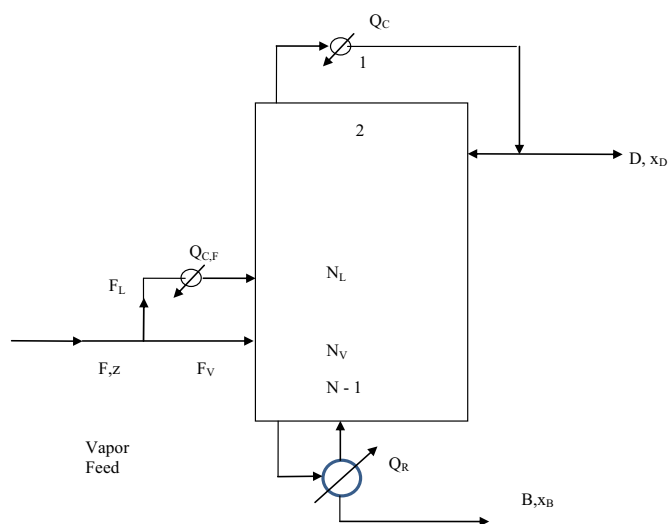 Q_C
1
2
D, x_D
Q_C,F
F_L
N_L
N_V
F,z
F_V
N - 1
Vapor
Feed
Q_R
B,x_B